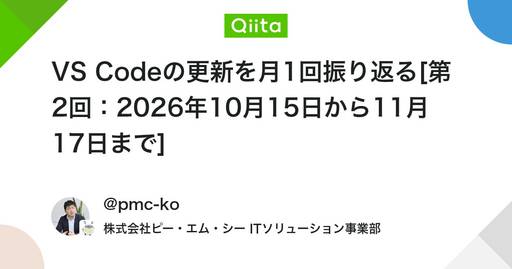 Qiita
VS Codeの更新を月1回振り返る[第
2回：2026年10月15日から11月
17日まで]
@pmc-ko
株式会社ピー・エム・シー ITソリューション事業部